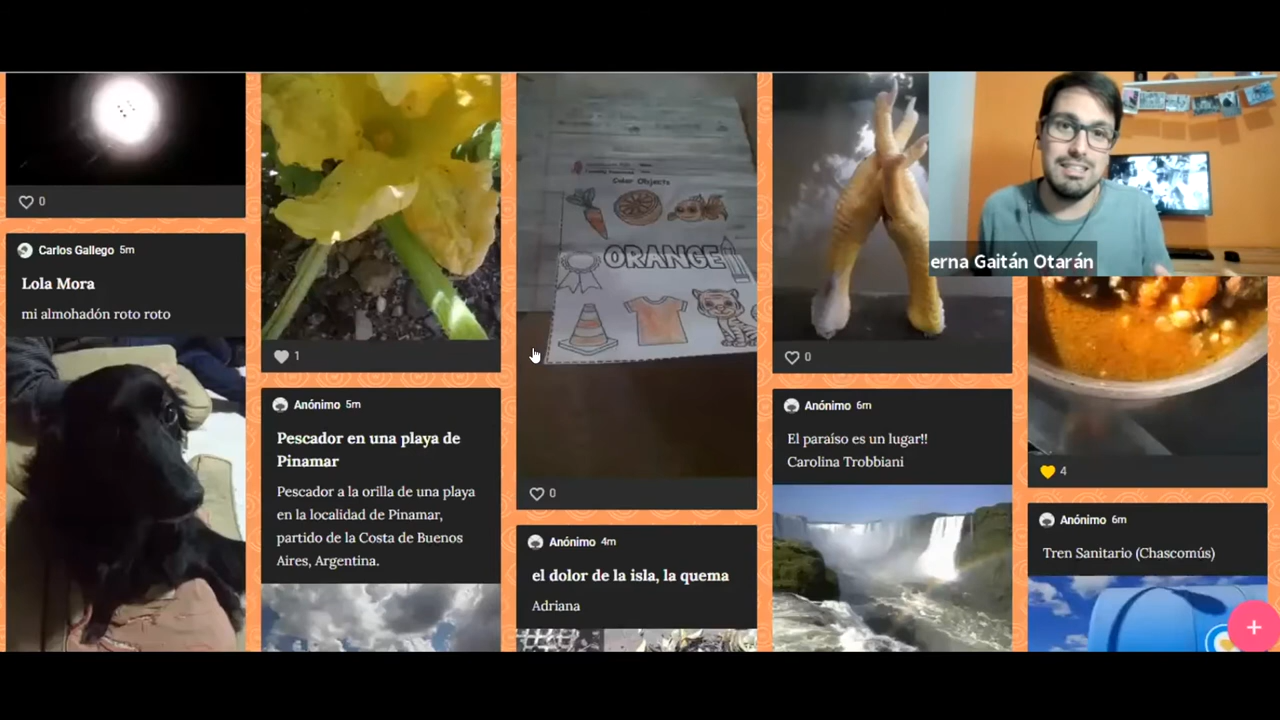 0
Carlos Gallego 5m
Lola Mora
mi almohadón roto roto
1
Anónimo 5m
Pescador en una playa de
Pinamar
Pescador a la orilla de una playa
en la localidad de Pinamar,
partido de la Costa de Buenos
Aires, Argentina.
Color Objects
ORANGE
0
Anónimo 4m
el dolor de la isla, la quema
Adriana
0
Anónimo 6m
El paraíso es un lugar!!
Carolina Trobbiani
erna Gaitán Otarán
4
Anónimo 6m
Tren Sanitario (Chascomús)
+